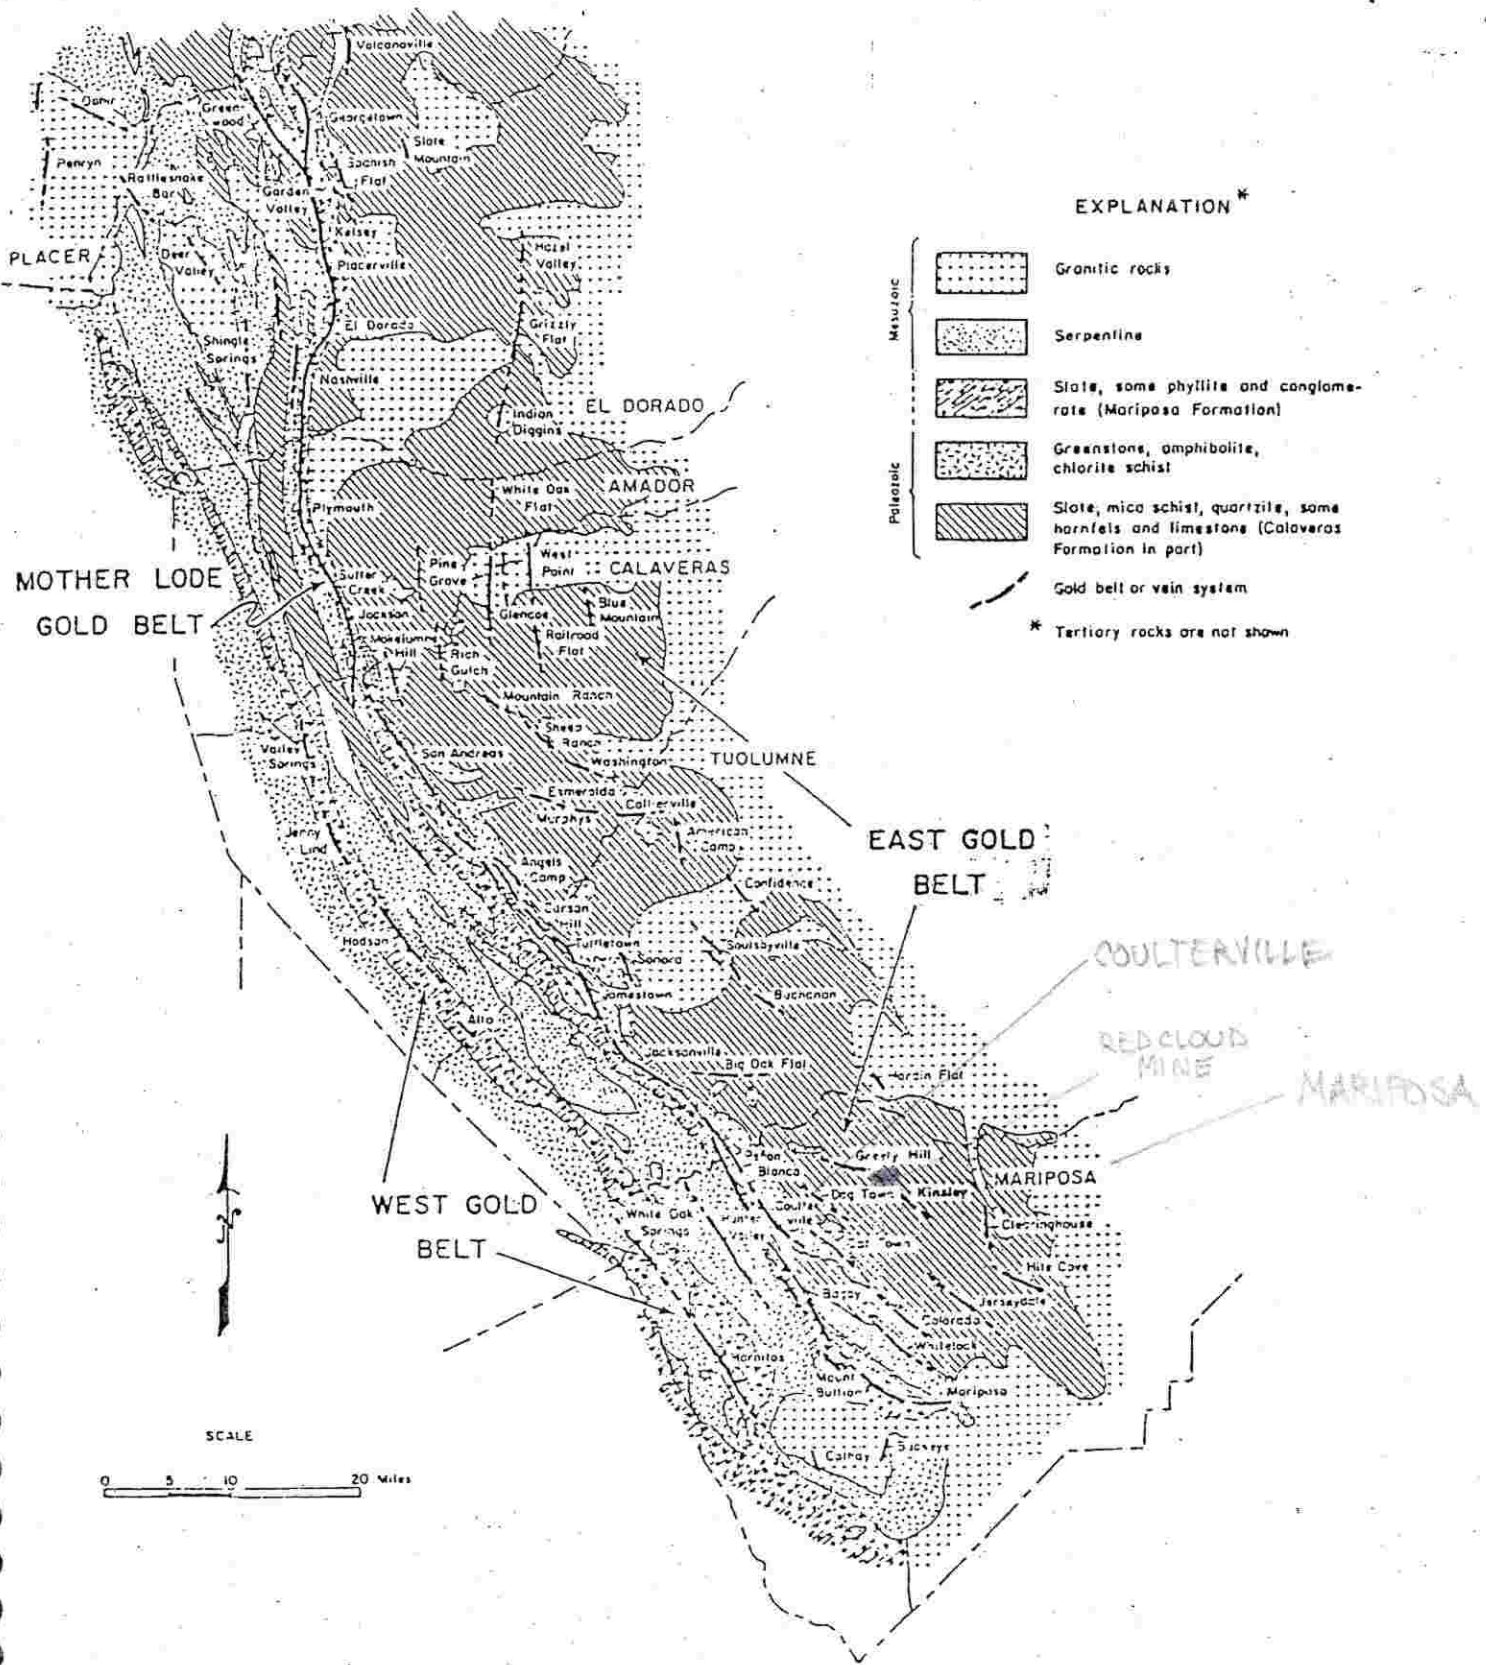 Volcanoville
Green-
wood
Georgetown
Slate
Mountain
Penryn
Rattlesnake
Bar
Spanish
Flat
Garden
Valley
Kelsey
PLACER
Deer
Valley
Placerville
Hazel
Valley
El Dorado
Grizzly
Flat
Shingle
Springs
Nashville
Indian
Diggins
EL DORADO
White Oak
Flat
AMADOR
Plymouth
MOTHER LODE
GOLD BELT
Sutter
Creek
Pine
Grove
West
Point
CALAVERAS
Jackson
Glencoe
Blue
Mountain
Mokelumne
Hill
Rich
Gulch
Railroad
Flat
Mountain Ranch
Sheep
Ranch
San Andreas
Washington
TUOLUMNE
Valley
Springs
Esmeralda
Collierville
Murphys
American
Camp
Jenny
Lind
EAST GOLD
BELT
Angels
Camp
Confidence
Carson
Hill
Hodson
Tuttletown
Sonora
Soulsbyville
Jamestown
Buchanan
Alto
Jacksonville
Big Oak Flat
Hardin Flat
COULTERVILLE
RED CLOUD
MINE
MARIPOSA
Blanca
Greely Hill
MARIPOSA
WEST GOLD
BELT
White Oak
Springs
Hunter
Valley
Coulter-
ville
Dog Town
Kinsley
Clearinghouse
Hite Cove
Bagby
Jerseydale
Colorado
Whitlock
Hornitos
Mount
Bullion
Mariposa
Cathay
Buckeye
EXPLANATION *
Mesozoic
Granitic rocks
Serpentine
Slate, some phyllite and conglome-
rate (Mariposa Formation)
Paleozoic
Greenstone, amphibolite,
chlorite schist
Slate, mica schist, quartzite, some
hornfels and limestone (Calaveras
Formation in part)
Gold belt or vein system
* Tertiary rocks are not shown
SCALE
0 5 10 20 Miles